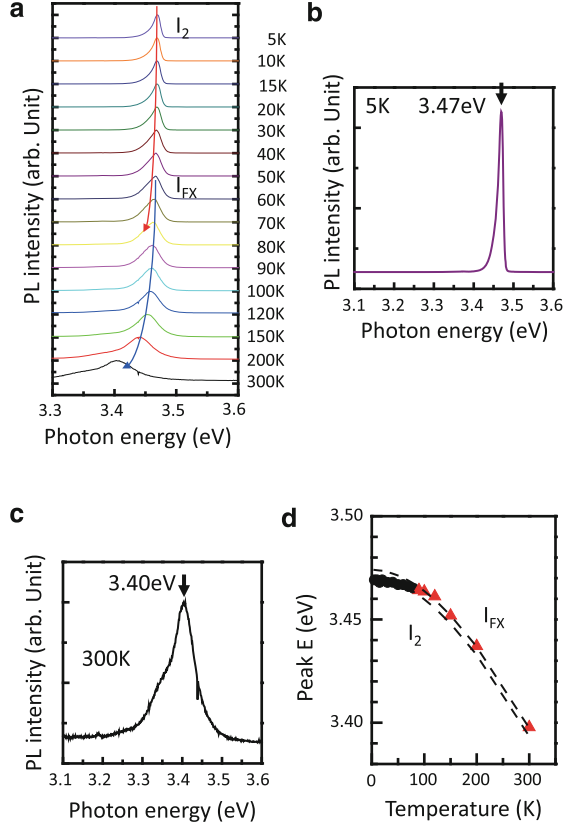 a
I2
5K
10K
15K
20K
30K
40K
50K
IFX
60K
70K
80K
90K
100K
120K
150K
200K
300K
PL intensity (arb. Unit)
3.3 3.4 3.5 3.6
Photon energy (eV)
b
5K 3.47eV
PL intensity (arb. Unit)
3.1 3.2 3.3 3.4 3.5 3.6
Photon energy (eV)
c
3.40eV
300K
PL intensity (arb. Unit)
3.1 3.2 3.3 3.4 3.5 3.6
Photon energy (eV)
d
3.50
3.45
3.40
Peak E (eV)
I2
IFX
0 100 200 300
Temperature (K)